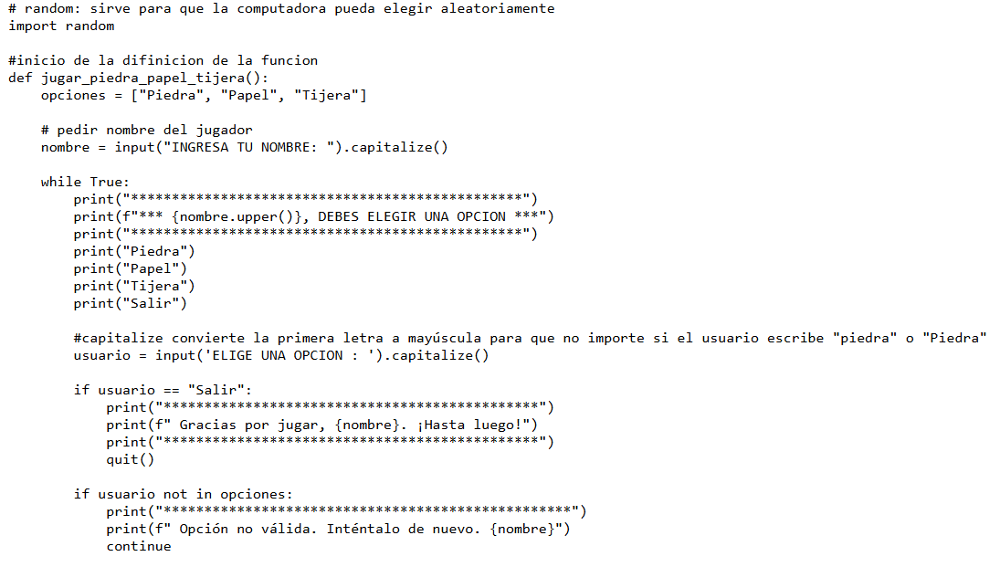 # random: sirve para que la computadora pueda elegir aleatoriamente
import random
#inicio de la difinicion de la funcion
def jugar_piedra_papel_tijera():
    opciones = ["Piedra", "Papel", "Tijera"]
    # pedir nombre del jugador
    nombre = input("INGRESA TU NOMBRE: ").capitalize()
    while True:
        print("************************************************")
        print(f"*** {nombre.upper()}, DEBES ELEGIR UNA OPCION ***")
        print("************************************************")
        print("Piedra")
        print("Papel")
        print("Tijera")
        print("Salir")
        #capitalize convierte la primera letra a mayúscula para que no importe si el usuario escribe "piedra" o "Piedra"
        usuario = input('ELIGE UNA OPCION : ').capitalize()
        if usuario == "Salir":
            print("**********************************************")
            print(f" Gracias por jugar, {nombre}. ¡Hasta luego!")
            print("**********************************************")
            quit()
        if usuario not in opciones:
            print("**************************************************")
            print(f" Opción no válida. Inténtalo de nuevo. {nombre}")
            continue